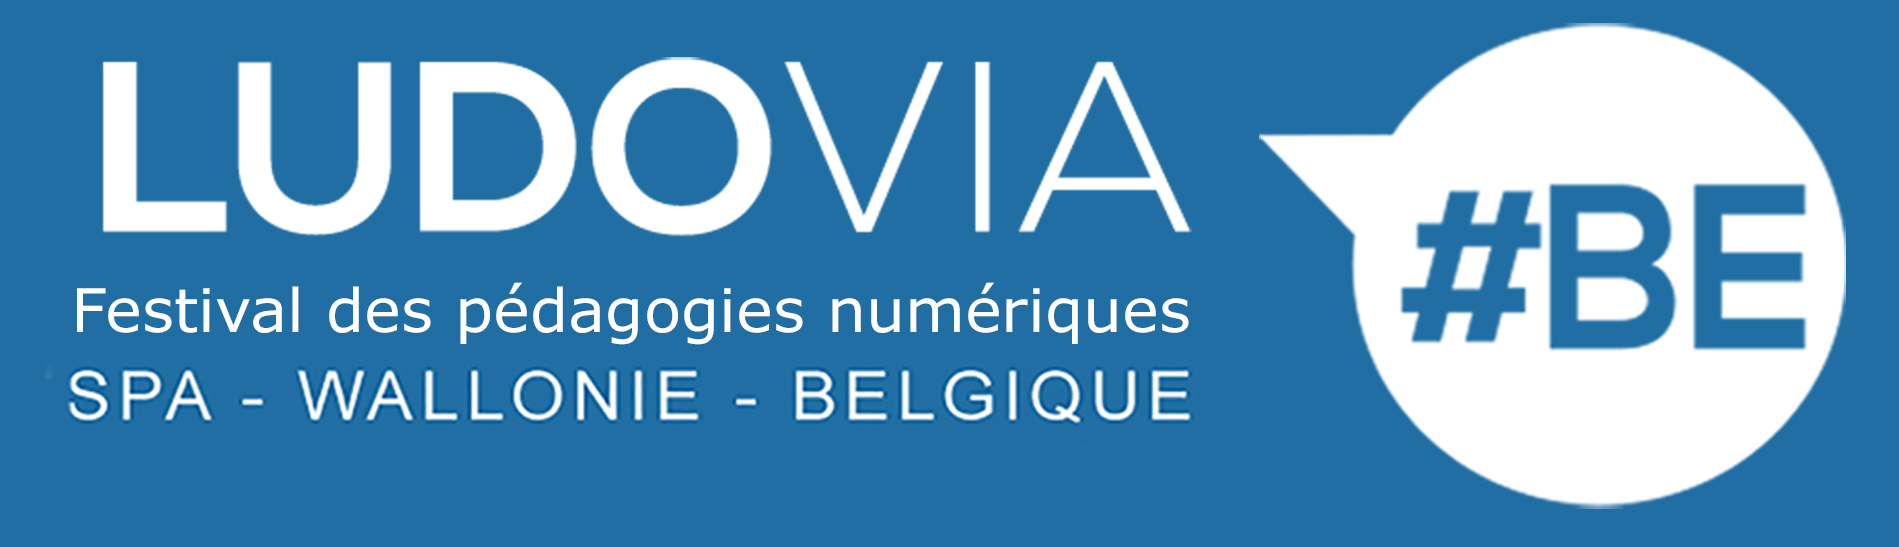 LUDOVIA
Festival des pédagogies numériques
SPA - WALLONIE - BELGIQUE
#BE